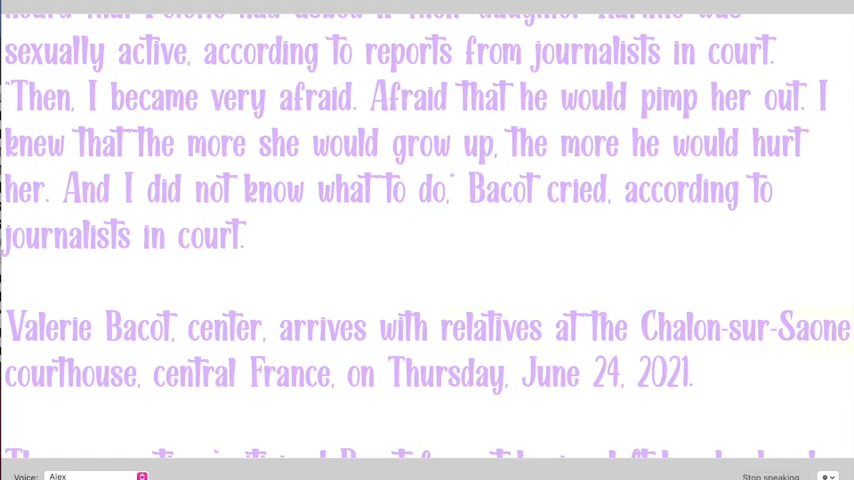 sexually active, according to reports from journalists in court.
"Then, I became very afraid. Afraid that he would pimp her out. I
knew that the more she would grow up, the more he would hurt
her. And I did not know what to do," Bacot cried, according to
journalists in court.
Valerie Bacot, center, arrives with relatives at the Chalon-sur-Saone
courthouse, central France, on Thursday, June 24, 2021.
Voice: Alex
Stop speaking